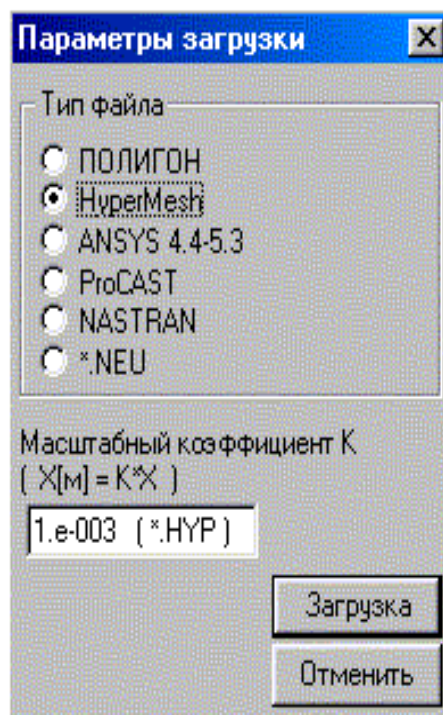 Параметры загрузки
Тип файла
ПОЛИГОН
HyperMesh
ANSYS 4.4-5.3
ProCAST
NASTRAN
*.NEU
Масштабный коэффициент K
( X[м] = K*X )
1.e-003 ( *.HYP )
Загрузка
Отменить